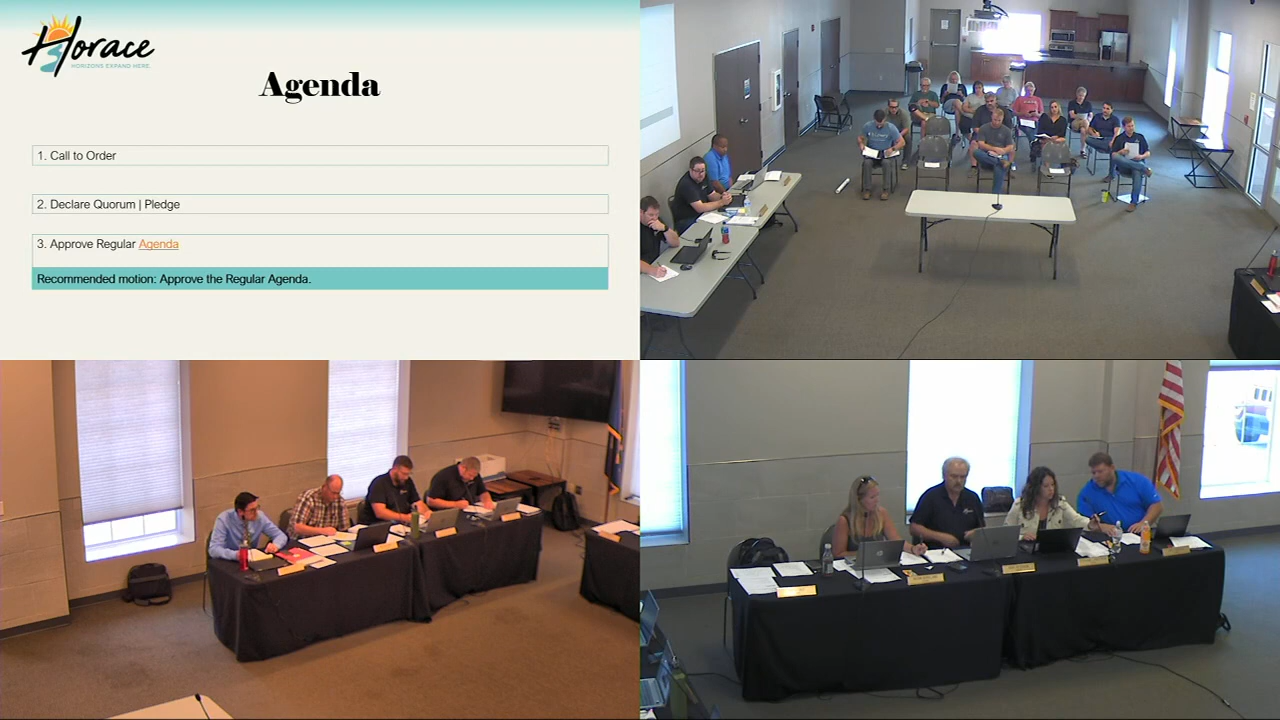 Horace
HORIZONS EXPAND HERE.
Agenda
1. Call to Order
2. Declare Quorum | Pledge
3. Approve Regular Agenda
Recommended motion: Approve the Regular Agenda.